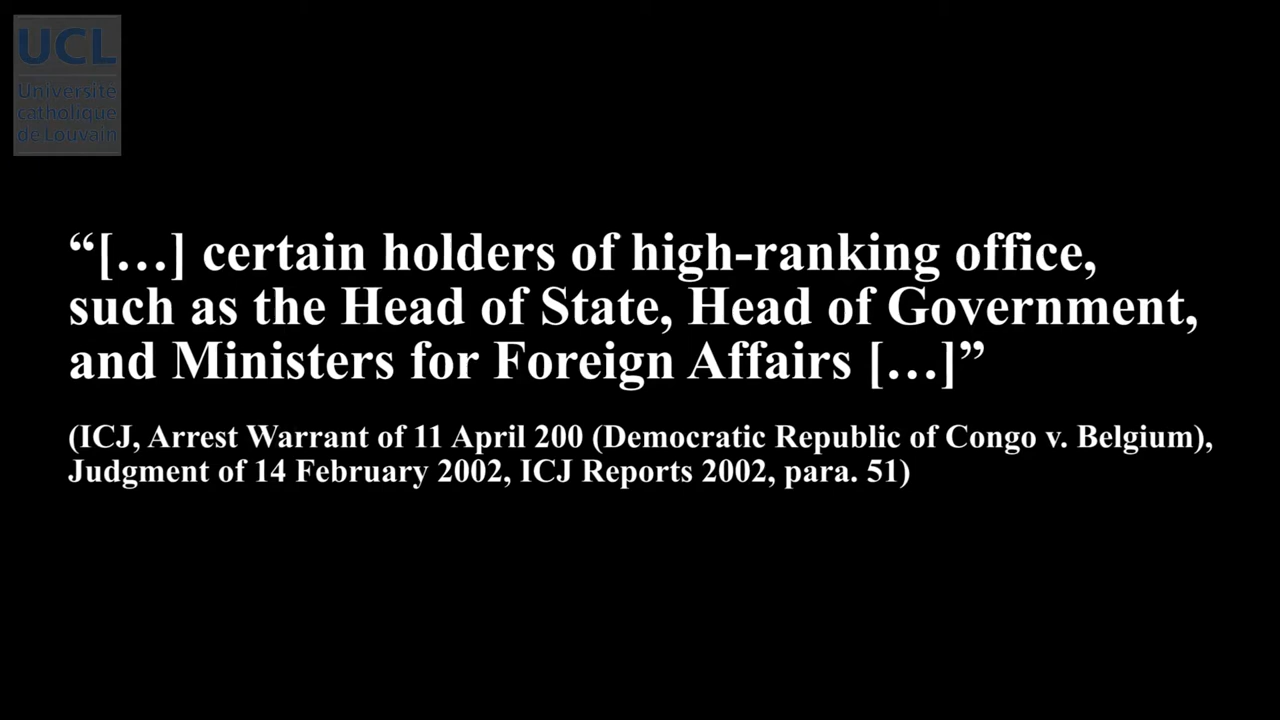 UCL
Université
catholique
de Louvain
“[…] certain holders of high-ranking office,
such as the Head of State, Head of Government,
and Ministers for Foreign Affairs […]”
(ICJ, Arrest Warrant of 11 April 200 (Democratic Republic of Congo v. Belgium),
Judgment of 14 February 2002, ICJ Reports 2002, para. 51)